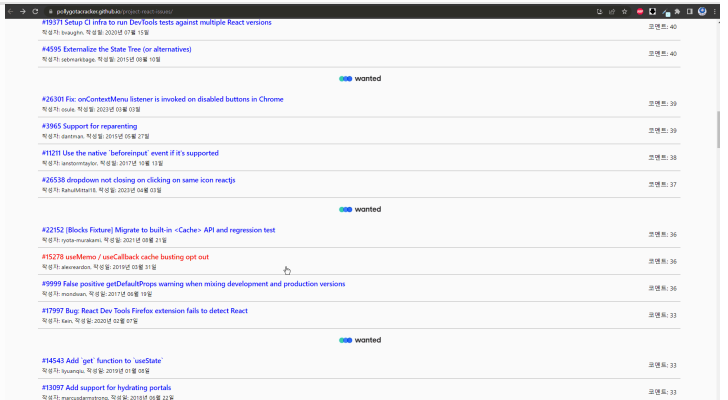 pollygotacracker.github.io/project-react-issues/
#19371 Setup CI infra to run DevTools tests against multiple React versions
작성자: bvaughn, 작성일: 2020년 07월 15일
코멘트: 40
#4595 Externalize the State Tree (or alternatives)
작성자: sebmarkbage, 작성일: 2015년 08월 10일
코멘트: 40
wanted
#26301 Fix: onContextMenu listener is invoked on disabled buttons in Chrome
작성자: osule, 작성일: 2023년 03월 03일
코멘트: 39
#3965 Support for reparenting
작성자: dantman, 작성일: 2015년 05월 27일
코멘트: 39
#11211 Use the native `beforeinput` event if it's supported
작성자: ianstormtaylor, 작성일: 2017년 10월 13일
코멘트: 38
#26538 dropdown not closing on clicking on same icon reactjs
작성자: RahulMittal18, 작성일: 2023년 04월 03일
코멘트: 37
wanted
#22152 [Blocks Fixture] Migrate to built-in <Cache> API and regression test
작성자: ryota-murakami, 작성일: 2021년 08월 21일
코멘트: 36
#15278 useMemo / useCallback cache busting opt out
작성자: alexreardon, 작성일: 2019년 03월 31일
코멘트: 36
#9999 False positive getDefaultProps warning when mixing development and production versions
작성자: mondwan, 작성일: 2017년 06월 19일
코멘트: 36
#17997 Bug: React Dev Tools Firefox extension fails to detect React
작성자: Kain, 작성일: 2020년 02월 07일
코멘트: 33
wanted
#14543 Add `get` function to `useState`
작성자: liyuanqiu, 작성일: 2019년 01월 08일
코멘트: 33
#13097 Add support for hydrating portals
작성자: marcusdarmstrong, 작성일: 2018년 06월 22일
코멘트: 33